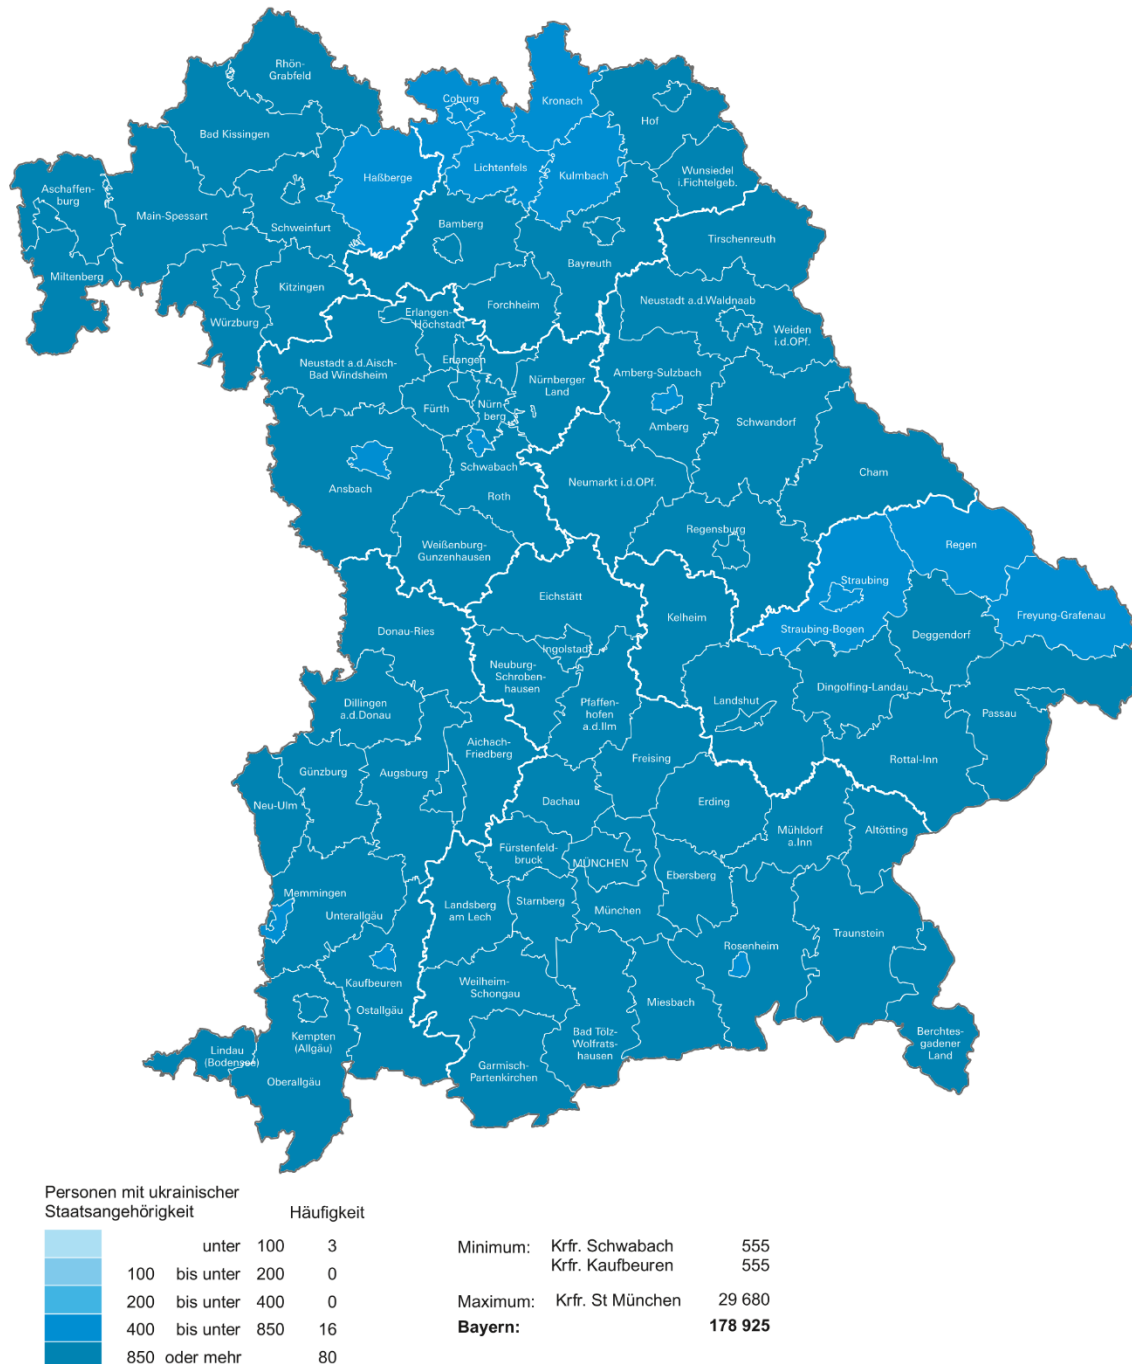 Rhön-
Grabfeld
Coburg
Kronach
Hof
Bad Kissingen
Lichtenfels
Kulmbach
Haßberge
Wunsiedel
i.Fichtelgeb.
Aschaffen-
burg
Main-Spessart
Schweinfurt
Bamberg
Tirschenreuth
Bayreuth
Miltenberg
Kitzingen
Forchheim
Neustadt a.d.Waldnaab
Würzburg
Erlangen-
Höchstadt
Weiden
i.d.OPf.
Neustadt a.d.Aisch-
Bad Windsheim
Erlangen
Nürnberger
Land
Amberg-Sulzbach
Fürth
Nürn-
berg
Amberg
Schwandorf
Schwabach
Cham
Ansbach
Roth
Neumarkt i.d.OPf.
Regensburg
Weißenburg-
Gunzenhausen
Regen
Straubing
Eichstätt
Kelheim
Freyung-Grafenau
Donau-Ries
Straubing-Bogen
Deggendorf
Ingolstadt
Neuburg-
Schroben-
hausen
Dingolfing-Landau
Dillingen
a.d.Donau
Pfaffen-
hofen
a.d.Ilm
Landshut
Passau
Aichach-
Friedberg
Freising
Rottal-Inn
Günzburg
Augsburg
Neu-Ulm
Dachau
Erding
Mühldorf
a.Inn
Altötting
Fürstenfeld-
bruck
MÜNCHEN
Ebersberg
Memmingen
Unterallgäu
Landsberg
am Lech
Starnberg
München
Traunstein
Rosenheim
Kaufbeuren
Weilheim-
Schongau
Miesbach
Ostallgäu
Kempten
(Allgäu)
Bad Tölz-
Wolfrats-
hausen
Berchtes-
gadener
Land
Lindau
(Bodensee)
Oberallgäu
Garmisch-
Partenkirchen
Personen mit ukrainischer
Staatsangehörigkeit Häufigkeit
unter 100 3
100 bis unter 200 0
200 bis unter 400 0
400 bis unter 850 16
850 oder mehr 80
Minimum: Krfr. Schwabach 555
Krfr. Kaufbeuren 555
Maximum: Krfr. St München 29 680
Bayern: 178 925